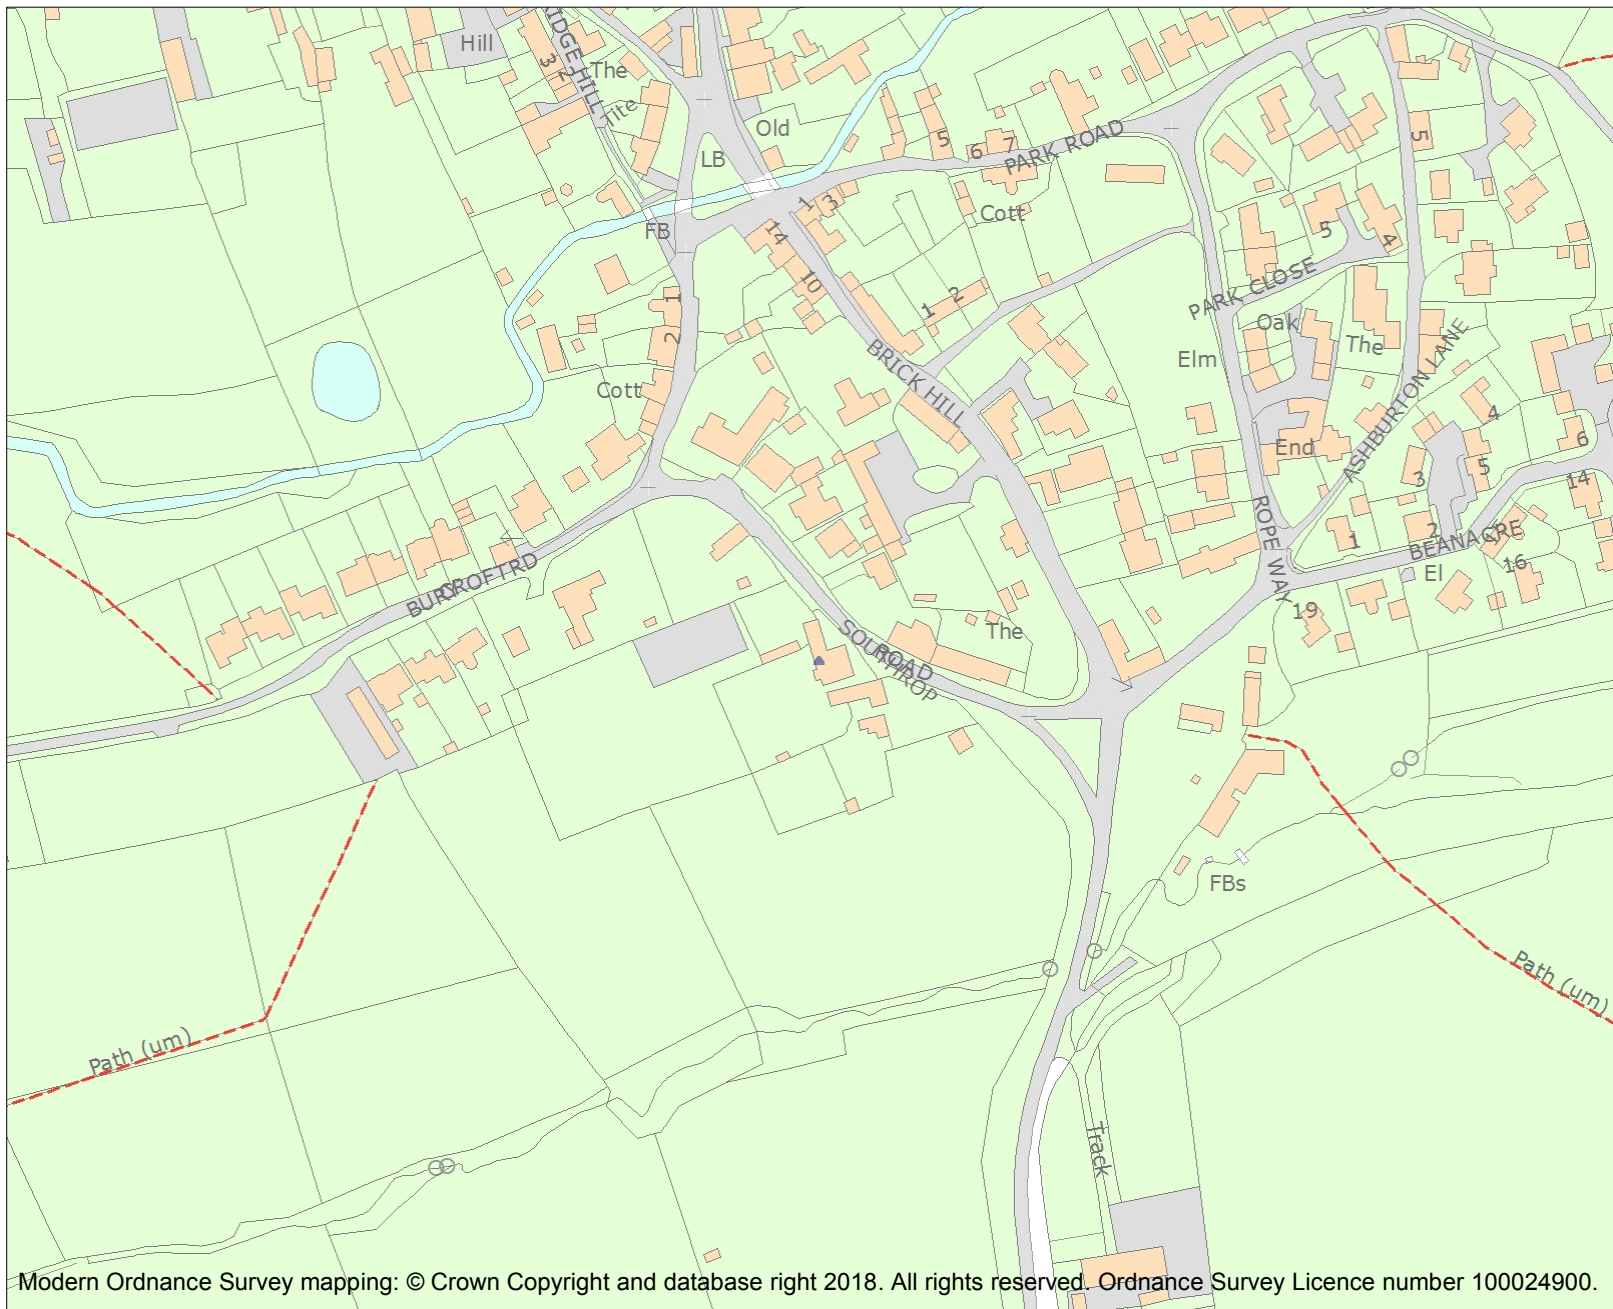 Hill
RIDGE HILL
3
2
The
Tite
Old
LB
5
6
7
PARK ROAD
5
1
3
Cott
FB
14
10
5
4
1
2
1
2
PARK CLOSE
Oak
The
Elm
BRICK HILL
Cott
ASHBURTON LANE
End
4
6
3
5
14
ROPE WAY
1
2
BEANACRE
El
16
19
CROFT RD
The
SOUTHROP
ROAD
FBs
Path (um)
Path (um)
Track
Modern Ordnance Survey mapping: © Crown Copyright and database right 2018. All rights reserved. Ordnance Survey Licence number 100024900.